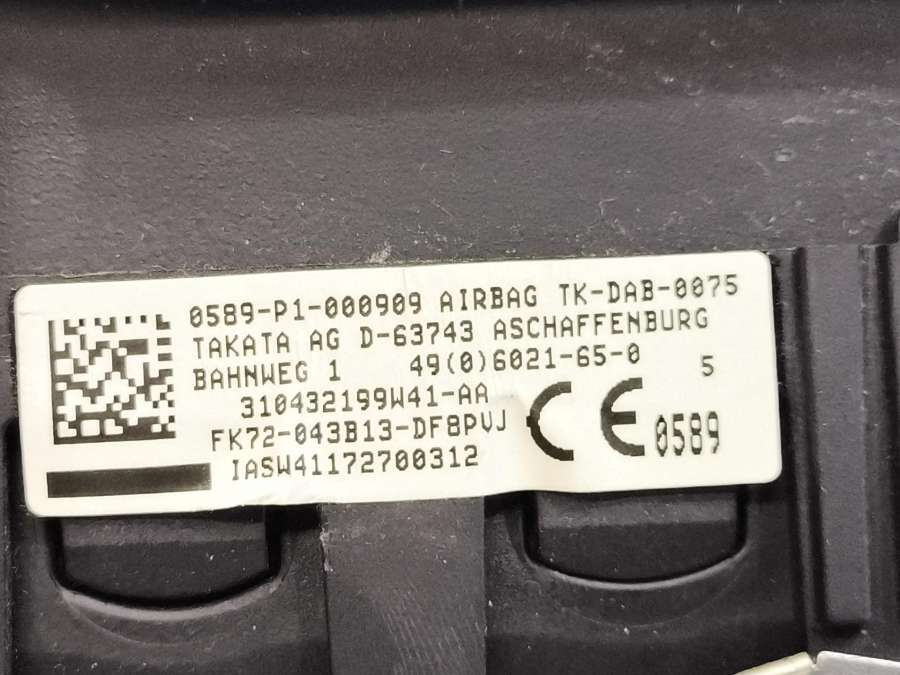 0589-P1-000909 AIRBAG TK-DAB-0075
TAKATA AG D-63743 ASCHAFFENBURG
BAHNWEG 1 49(0)6021-65-0 5
310432199W41-AA
FK72-043B13-DF8PVJ
IASW41172700312
CE 0589